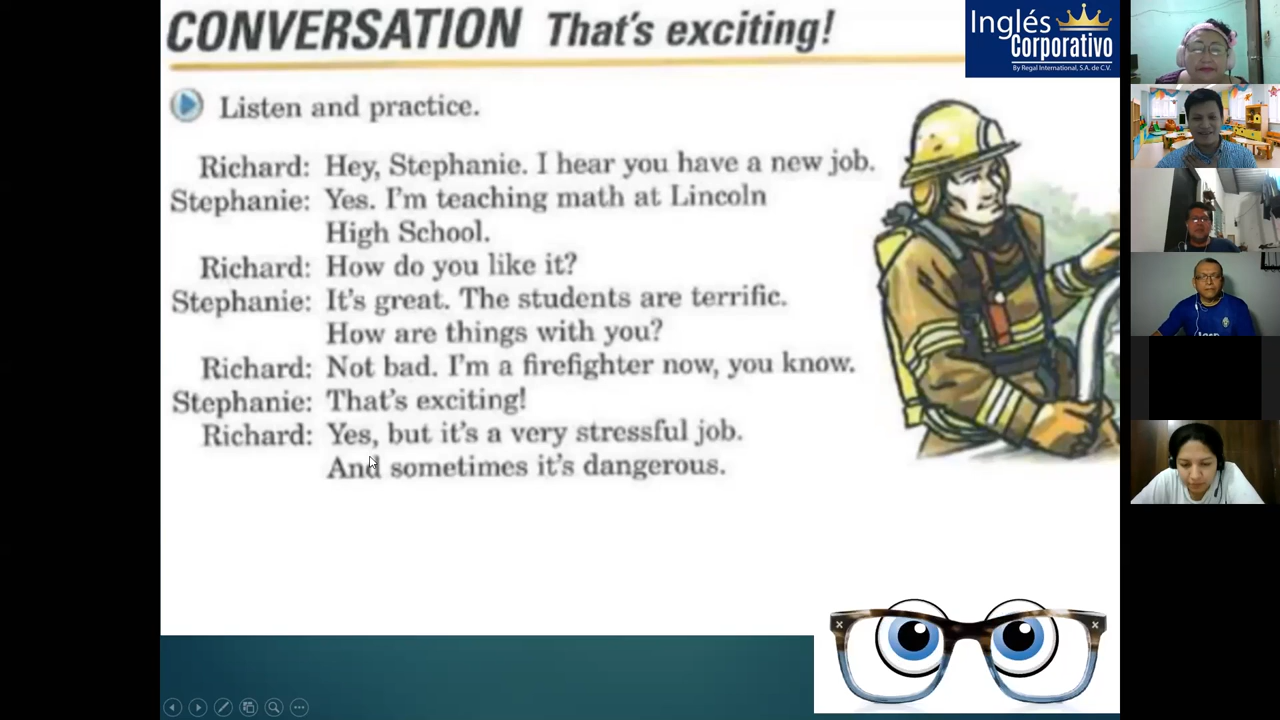 CONVERSATION That's exciting!
Inglés
Corporativo
By Regal International, S.A. de C.V.
Listen and practice.
Richard: Hey, Stephanie. I hear you have a new job.
Stephanie: Yes. I'm teaching math at Lincoln
High School.
Richard: How do you like it?
Stephanie: It's great. The students are terrific.
How are things with you?
Richard: Not bad. I'm a firefighter now, you know.
Stephanie: That's exciting!
Richard: Yes, but it's a very stressful job.
And sometimes it's dangerous.